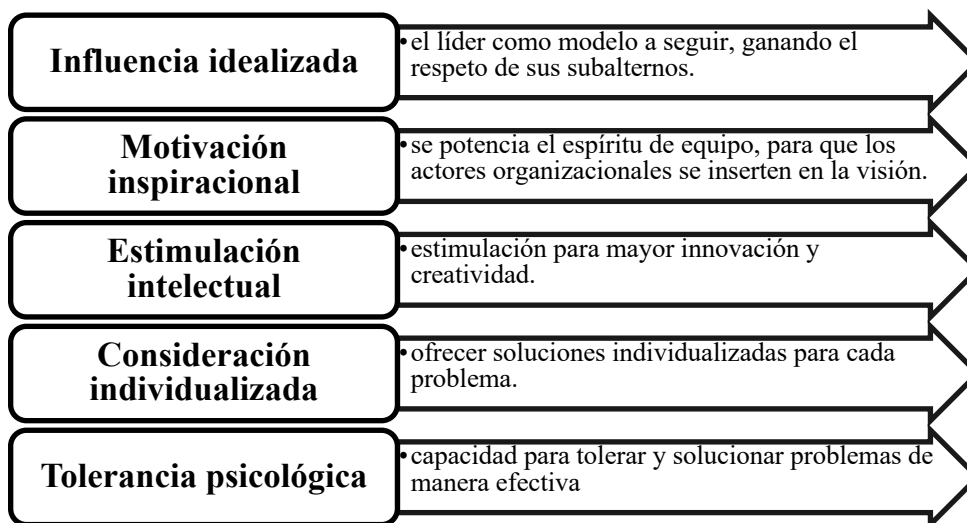 Influencia idealizada
•el líder como modelo a seguir, ganando el
respeto de sus subalternos.
Motivación
inspiracional
•se potencia el espíritu de equipo, para que los
actores organizacionales se inserten en la visión.
Estimulación
intelectual
•estimulación para mayor innovación y
creatividad.
Consideración
individualizada
•ofrecer soluciones individualizadas para cada
problema.
Tolerancia psicológica
•capacidad para tolerar y solucionar problemas de
manera efectiva